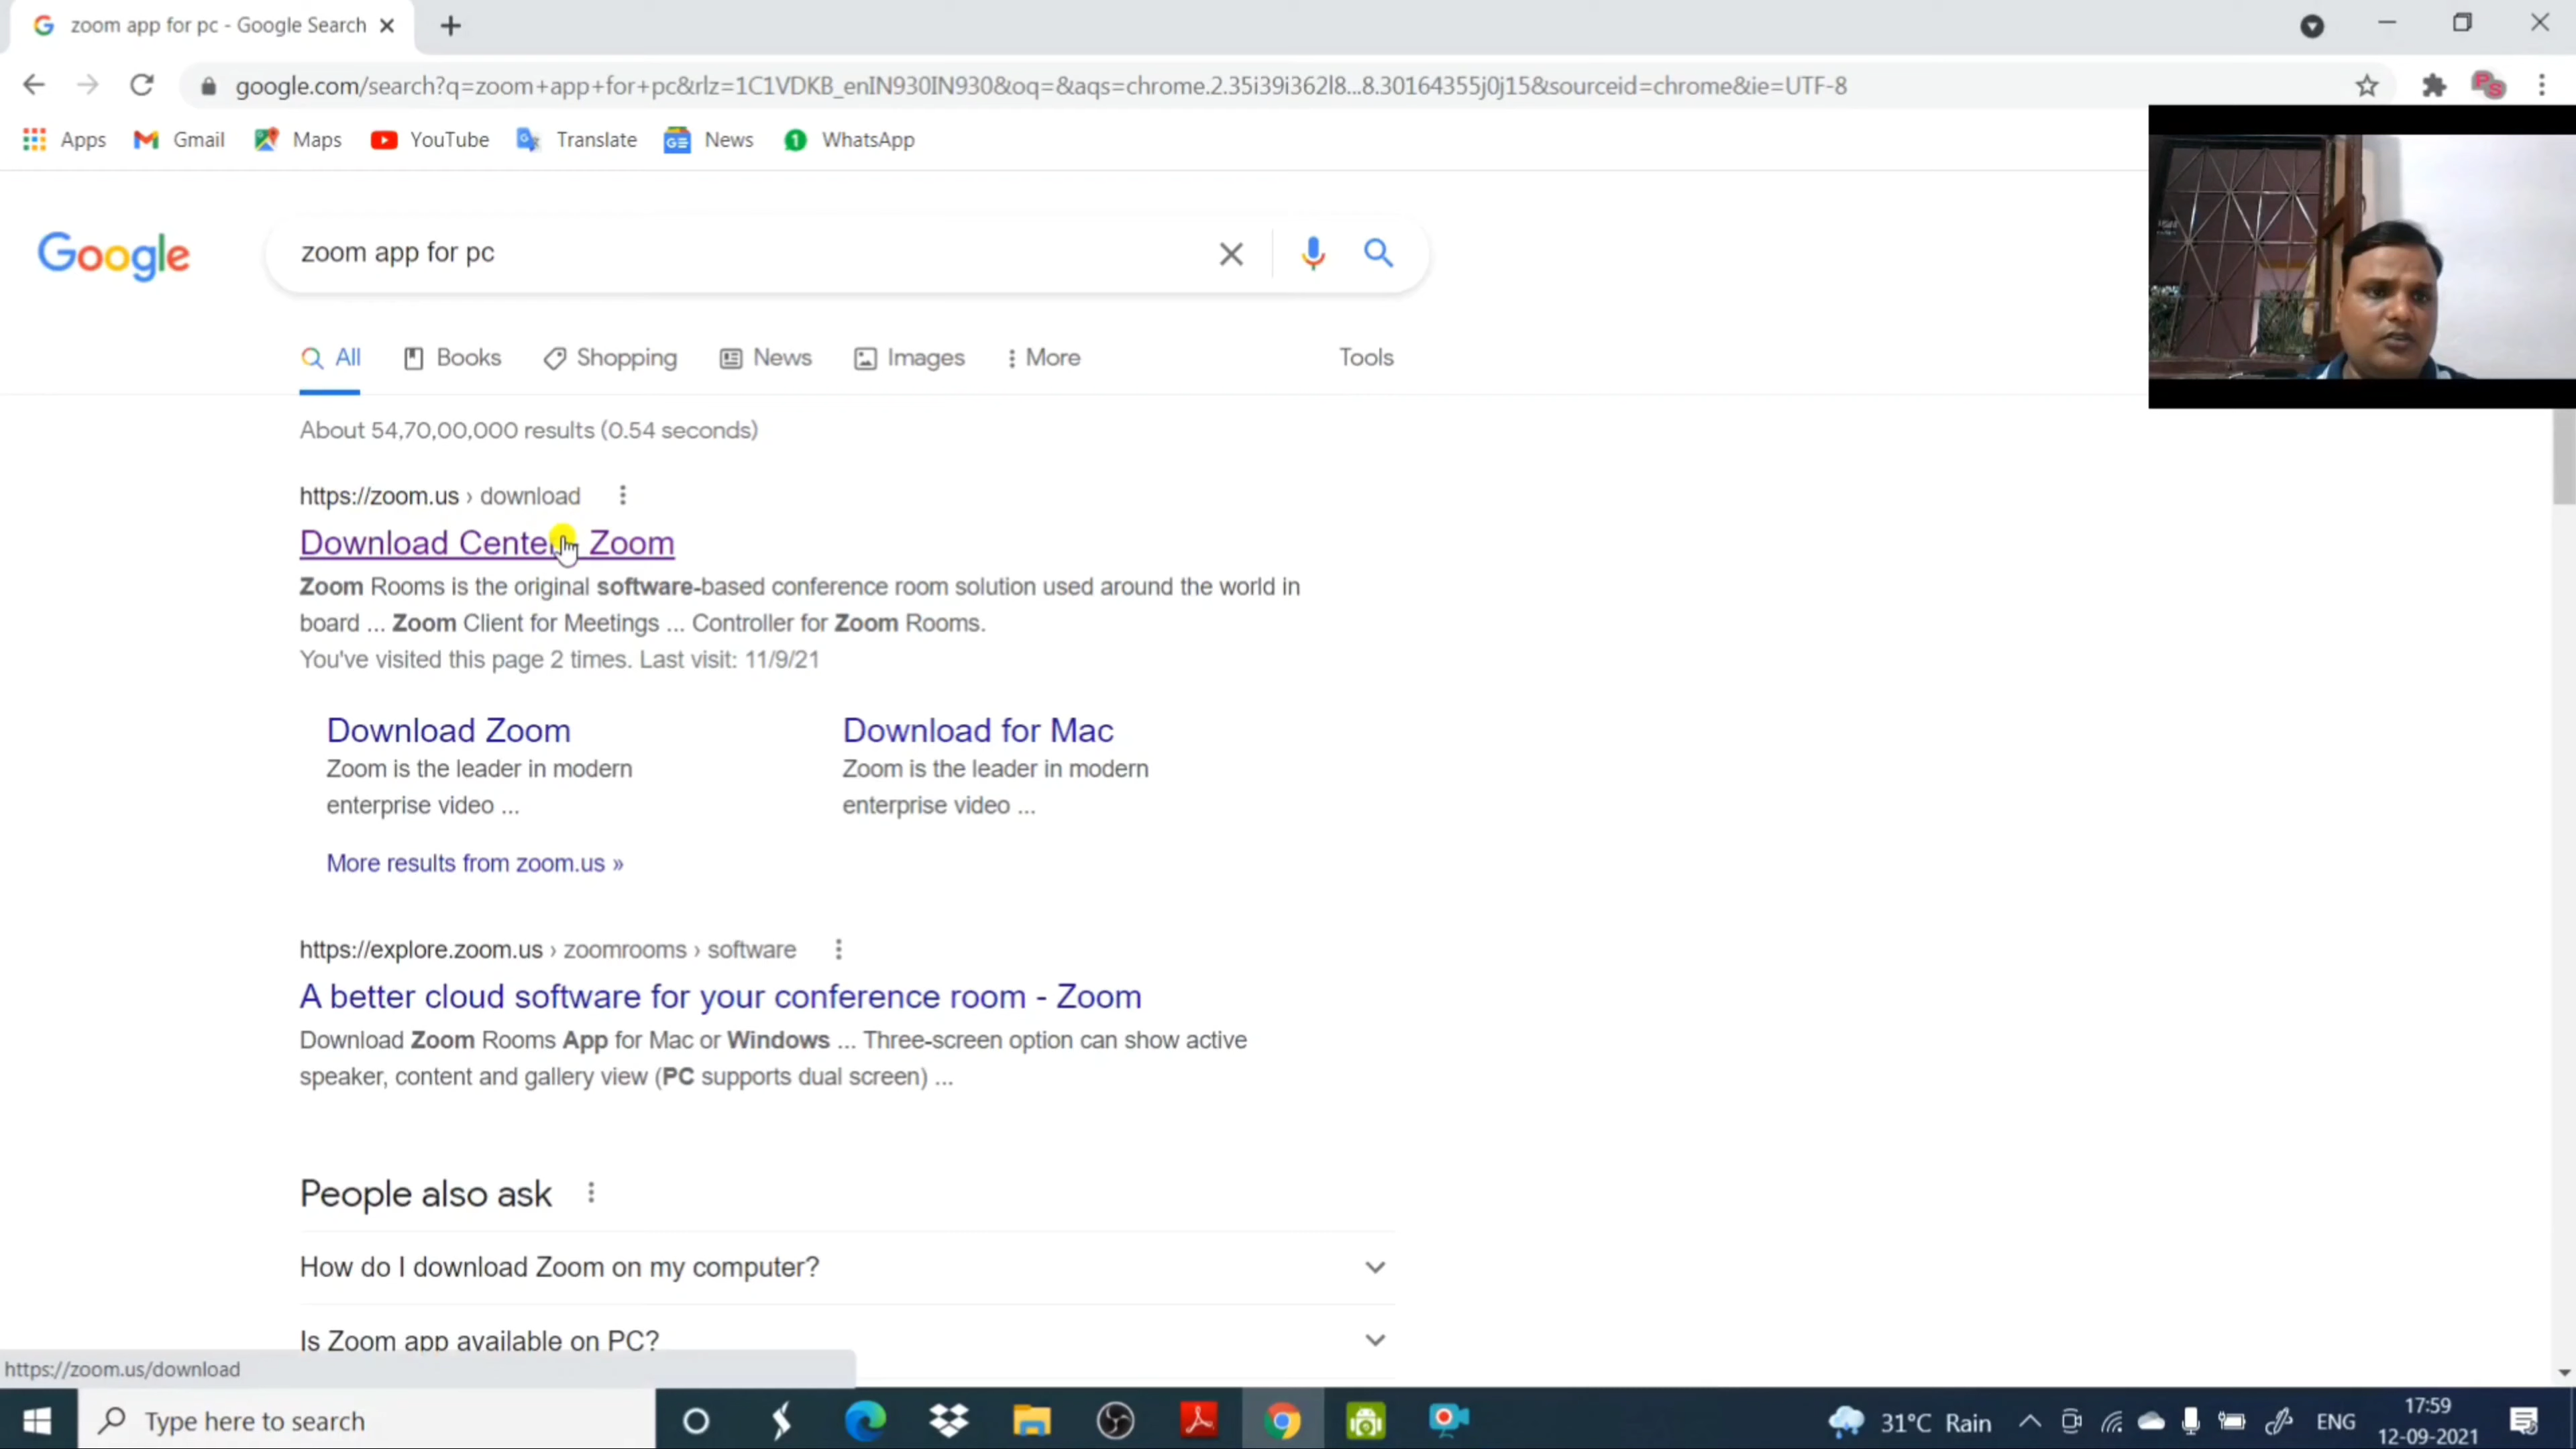 zoom app for pc - Google Search
google.com/search?q=zoom+app+for+pc&rlz=1C1VDKB_enIN930IN930&oq=&aqs=chrome.2.35i39i362l8...8.30164355j0j15&sourceid=chrome&ie=UTF-8
Apps Gmail Maps YouTube Translate News WhatsApp
Google
zoom app for pc
All Books Shopping News Images More Tools
About 54,70,00,000 results (0.54 seconds)
https://zoom.us › download
Download Cente Zoom
Zoom Rooms is the original software-based conference room solution used around the world in
board ... Zoom Client for Meetings ... Controller for Zoom Rooms.
You've visited this page 2 times. Last visit: 11/9/21
Download Zoom
Zoom is the leader in modern
enterprise video ...
Download for Mac
Zoom is the leader in modern
enterprise video ...
More results from zoom.us »
https://explore.zoom.us › zoomrooms › software
A better cloud software for your conference room - Zoom
Download Zoom Rooms App for Mac or Windows ... Three-screen option can show active
speaker, content and gallery view (PC supports dual screen) ...
People also ask
How do I download Zoom on my computer?
Is Zoom app available on PC?
https://zoom.us/download
Type here to search
31°C Rain
ENG
17:59
12-09-2021